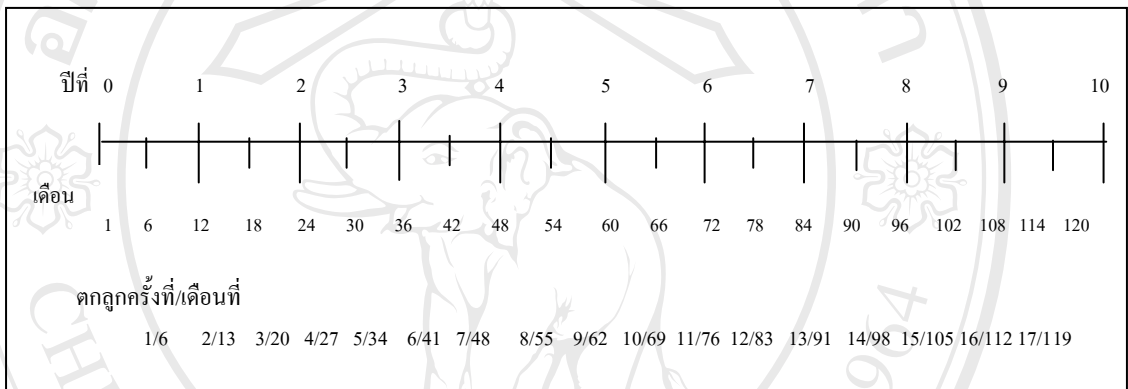 ปีที่ 0 1 2 3 4 5 6 7 8 9 10
เดือน
1 6 12 18 24 30 36 42 48 54 60 66 72 78 84 90 96 102 108 114 120
ตกลูกครั้งที่/เดือนที่
1/6 2/13 3/20 4/27 5/34 6/41 7/48 8/55 9/62 10/69 11/76 12/83 13/91 14/98 15/105 16/112 17/119
964